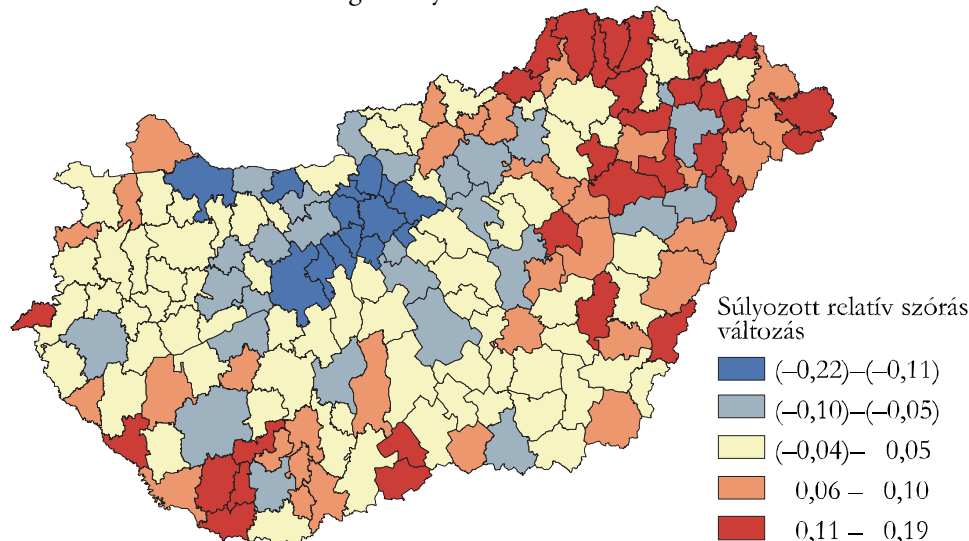 Súlyozott relatív szórás
változás
(–0,22)–(–0,11)
(–0,10)–(–0,05)
(–0,04)– 0,05
0,06 – 0,10
0,11 – 0,19